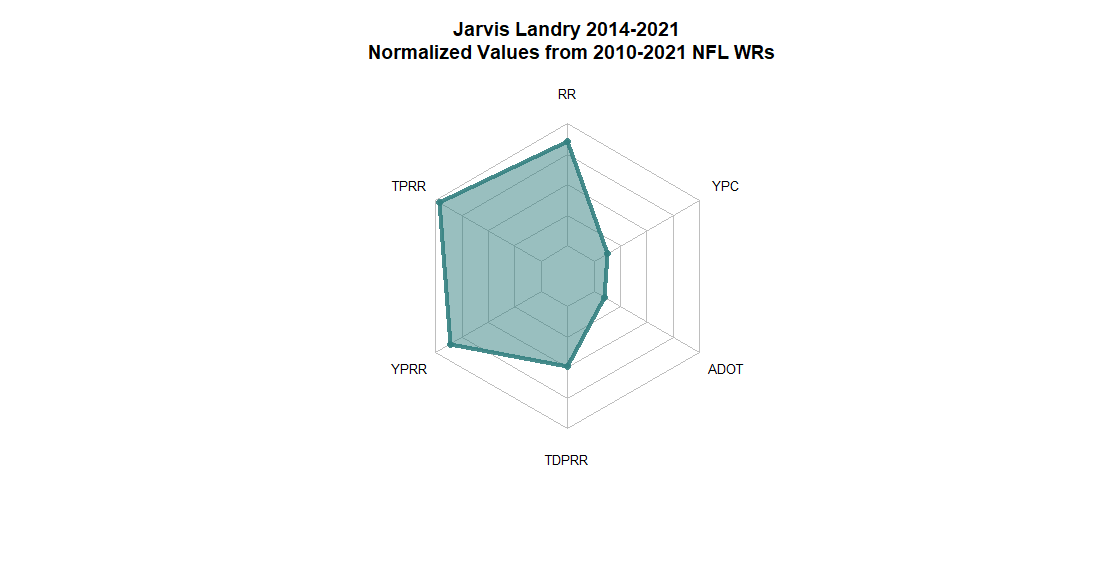 Jarvis Landry 2014-2021
Normalized Values from 2010-2021 NFL WRs
RR
TPRR
YPC
YPRR
ADOT
TDPRR